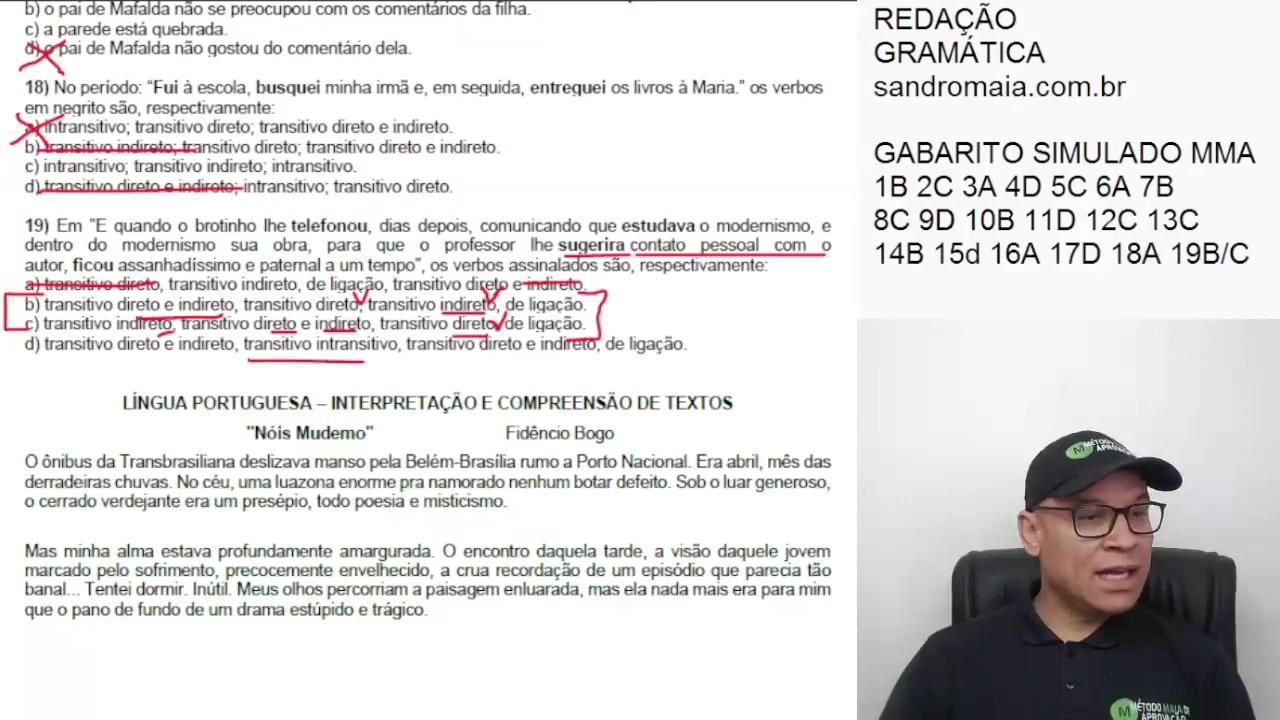 b) o pai de Mafalda não se preocupou com os comentários da filha.
c) a parede está quebrada.
d) o pai de Mafalda não gostou do comentário dela.
18) No período: "Fui à escola, busquei minha irmã e, em seguida, entreguei os livros à Maria." os verbos
em negrito são, respectivamente:
a) intransitivo; transitivo direto; transitivo direto e indireto.
b) transitivo indireto; transitivo direto; transitivo direto e indireto.
c) intransitivo; transitivo indireto; intransitivo.
d) transitivo direto e indireto; intransitivo; transitivo direto.
19) Em "E quando o brotinho lhe telefonou, dias depois, comunicando que estudava o modernismo, e
dentro do modernismo sua obra, para que o professor lhe sugerira contato pessoal com o
autor, ficou assanhadíssimo e paternal a um tempo", os verbos assinalados são, respectivamente:
a) transitivo direto, transitivo indireto, de ligação, transitivo direto e indireto.
b) transitivo direto e indireto, transitivo direto, transitivo indireto, de ligação.
c) transitivo indireto, transitivo direto e indireto, transitivo direto, de ligação.
d) transitivo direto e indireto, transitivo intransitivo, transitivo direto e indireto, de ligação.
LÍNGUA PORTUGUESA – INTERPRETAÇÃO E COMPREENSÃO DE TEXTOS
"Nóis Mudemo" Fidêncio Bogo
O ônibus da Transbrasiliana deslizava manso pela Belém-Brasília rumo a Porto Nacional. Era abril, mês das
derradeiras chuvas. No céu, uma luazona enorme pra namorado nenhum botar defeito. Sob o luar generoso,
o cerrado verdejante era um presépio, todo poesia e misticismo.
Mas minha alma estava profundamente amargurada. O encontro daquela tarde, a visão daquele jovem
marcado pelo sofrimento, precocemente envelhecido, a crua recordação de um episódio que parecia tão
banal... Tentei dormir. Inútil. Meus olhos percorriam a paisagem enluarada, mas ela nada mais era para mim
que o pano de fundo de um drama estúpido e trágico.
REDAÇÃO
GRAMÁTICA
sandromaia.com.br
GABARITO SIMULADO MMA
1B 2C 3A 4D 5C 6A 7B
8C 9D 10B 11D 12C 13C
14B 15d 16A 17D 18A 19B/C
M MÉTODO MAIA DE
APROVAÇÃO
M MÉTODO MAIA DE
APROVAÇÃO